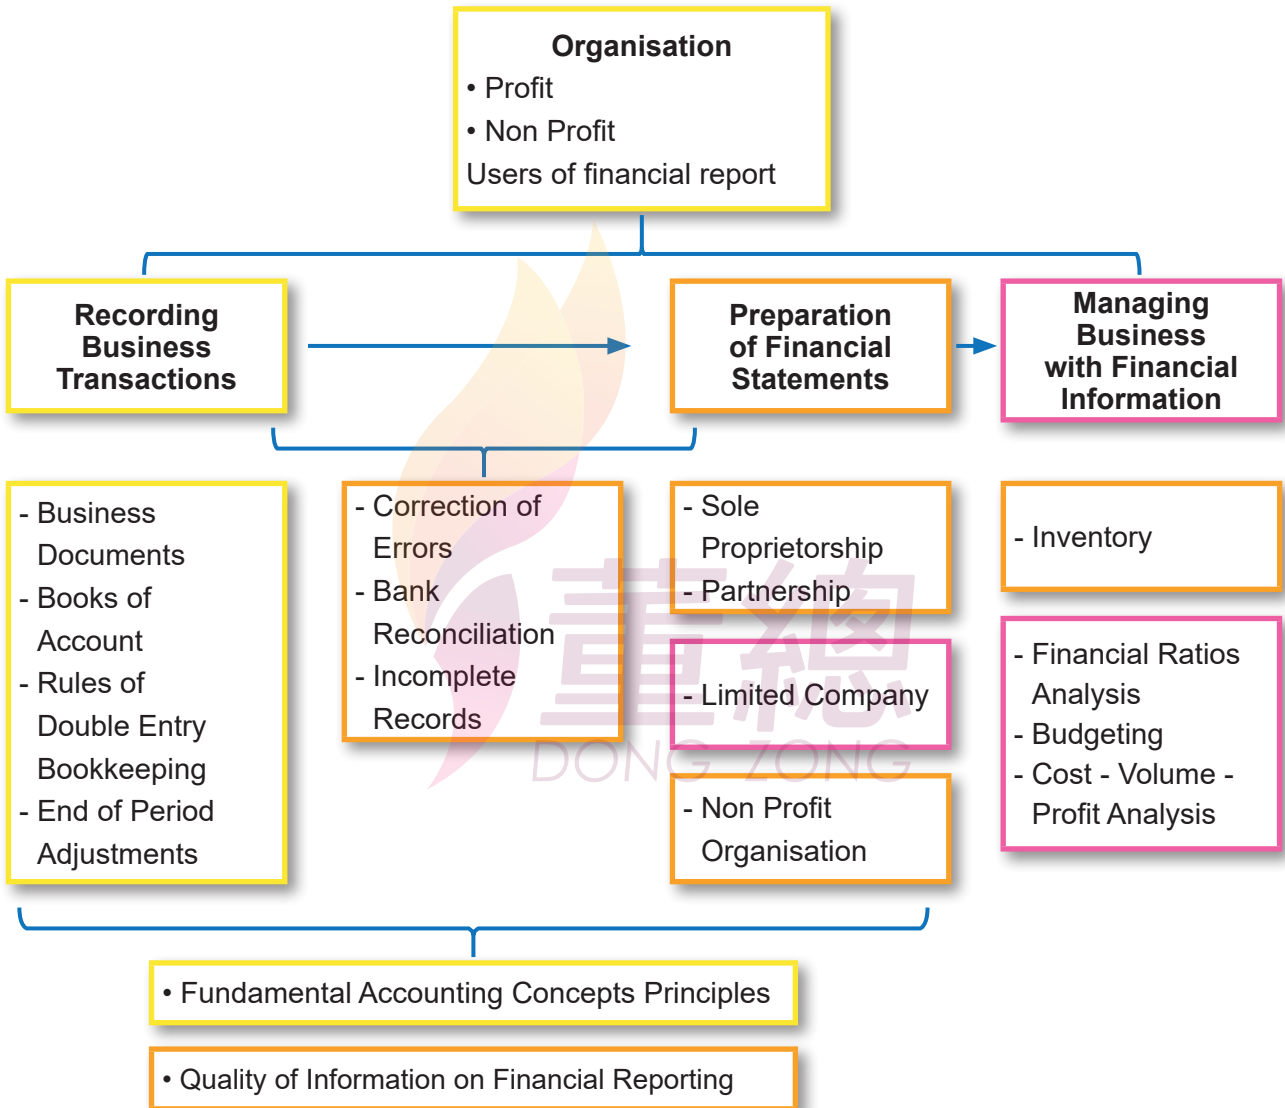 Organisation
• Profit
• Non Profit
Users of financial report
Recording
Business
Transactions
Preparation
of Financial
Statements
Managing
Business
with Financial
Information
- Business
Documents
- Books of
Account
- Rules of
Double Entry
Bookkeeping
- End of Period
Adjustments
- Correction of
Errors
- Bank
Reconciliation
- Incomplete
Records
- Sole
Proprietorship
- Partnership
- Limited Company
- Non Profit
Organisation
- Inventory
- Financial Ratios
Analysis
- Budgeting
- Cost - Volume -
Profit Analysis
董總
DONG ZONG
• Fundamental Accounting Concepts Principles
• Quality of Information on Financial Reporting